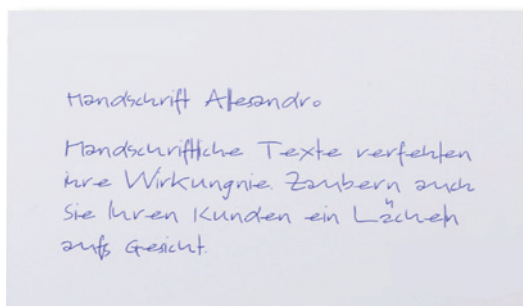 Handschrift Alesandro
Handschriftliche Texte verfehlen
ihre Wirkung nie. Zaubern auch
Sie Ihren Kunden ein Lächeln
aufs Gesicht.